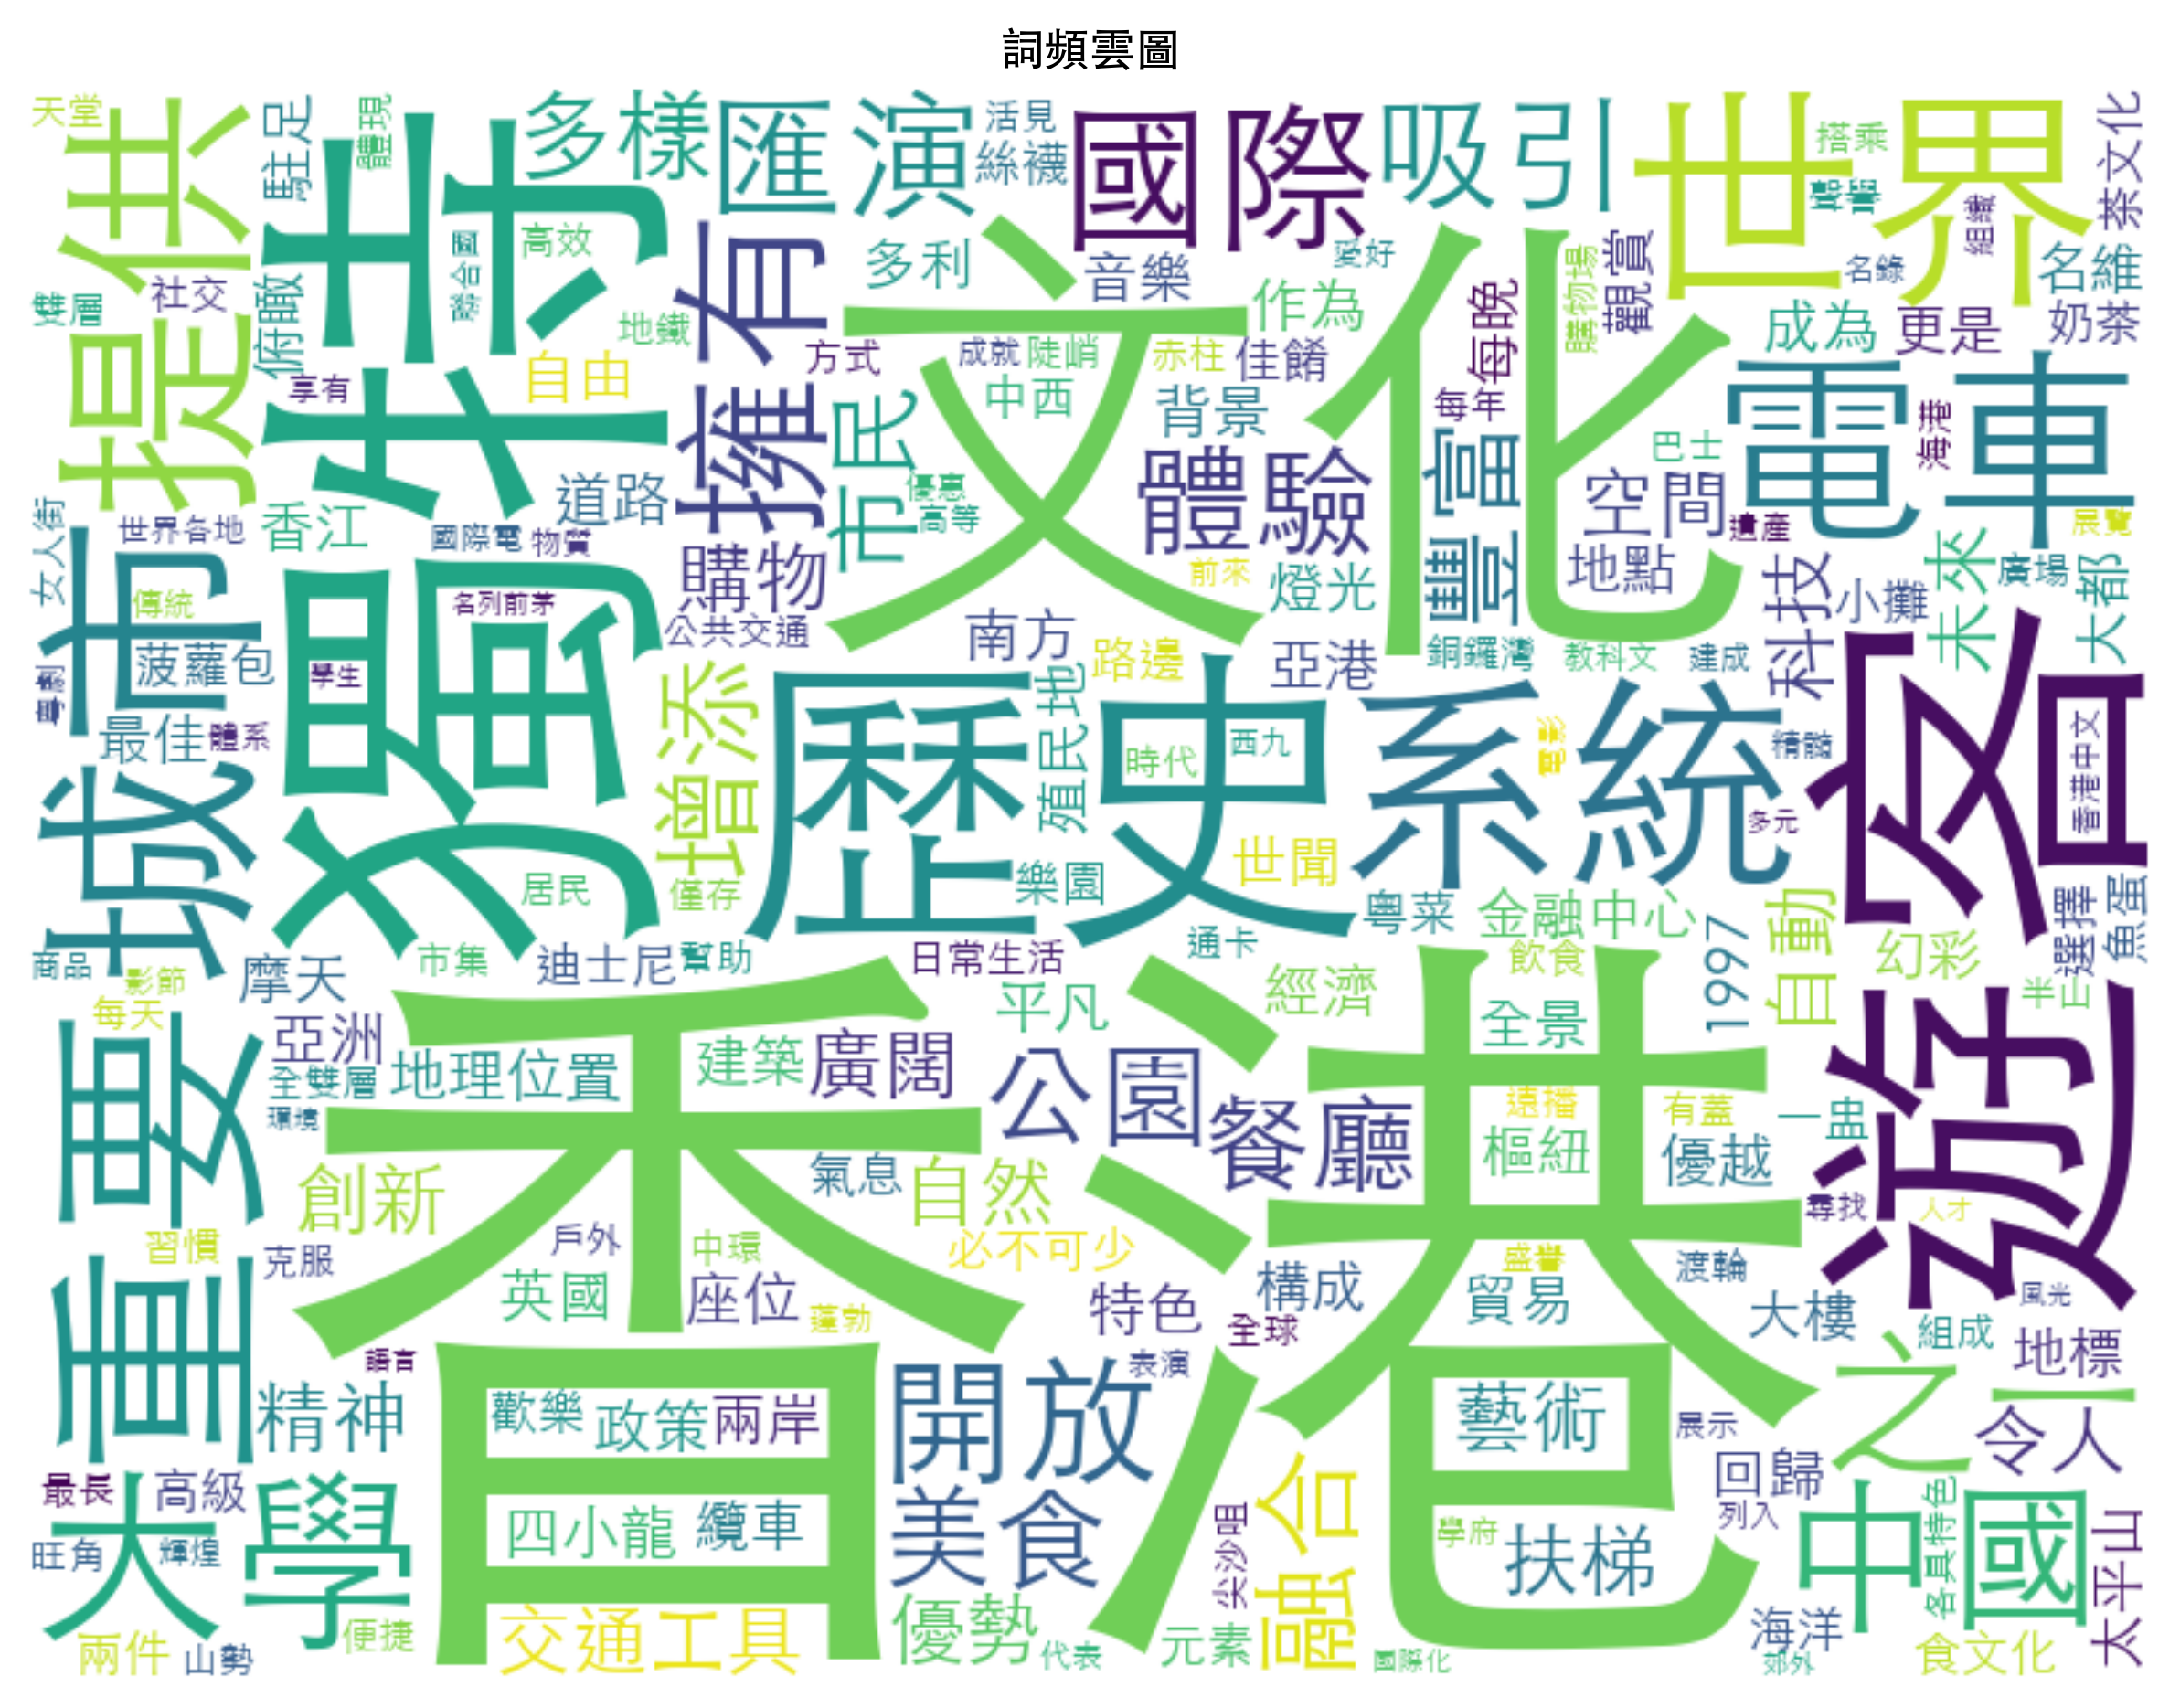 詞頻雲圖
天堂
提供
駐足
體現
獨特
多樣
匯演
活見
絲襪
國際
吸引
世界
搭乘
組織
茶文化
雙層
社交
俯瞰
聯合國
高效
地鐵
擁有
多利
音樂
愛好
文化
作為
每晚
購物場
觀賞
名錄
名維
成為
更是
奶茶
享有
自由
方式
成就
陡峭
赤柱
佳餚
中西
背景
每年
市民
電車
海港
女人街
世界各地
香江
國際電
物質
道路
優惠
高等
體驗
豐富
巴士
空間
遺產
展覽
城市
傳統
名列前茅
購物
前來
燈光
地點
科技
小攤
未來
廣場
大都
公共交通
南方
路邊
亞港
銅鑼灣
教科文
建成
粵劇
菠蘿包
學生
增添
歷史
殖民地
時代
西九
系統
電影
精髓
多元
遊客
香港中文
最佳
體系
居民
僅存
樂園
世聞
粵菜
金融中心
自動
選擇
魚蛋
商品
影節
摩天
市集
迪士尼
幫助
日常生活
通卡
飲食
1997
幻彩
半山
每天
重要
亞洲
全雙層
地理位置
建築
廣闊
平凡
經濟
全景
環境
香港
公園
餐廳
遠播
有蓋
一盅
樞紐
優越
創新
氣息
自然
尋找
人才
習慣
克服
戶外
中環
必不可少
盛譽
渡輪
英國
座位
蓬勃
特色
構成
貿易
大樓
風光
組成
地標
語言
全球
表演
之一
精神
歡樂
政策
兩岸
開放
藝術
展示
令人
最長
高級
大學
四小龍
纜車
美食
尖沙咀
融合
學府
扶梯
回歸
列入
中國
各具特色
太平山
旺角
輝煌
兩件
山勢
便捷
交通工具
優勢
代表
元素
國際化
海洋
郊外
食文化